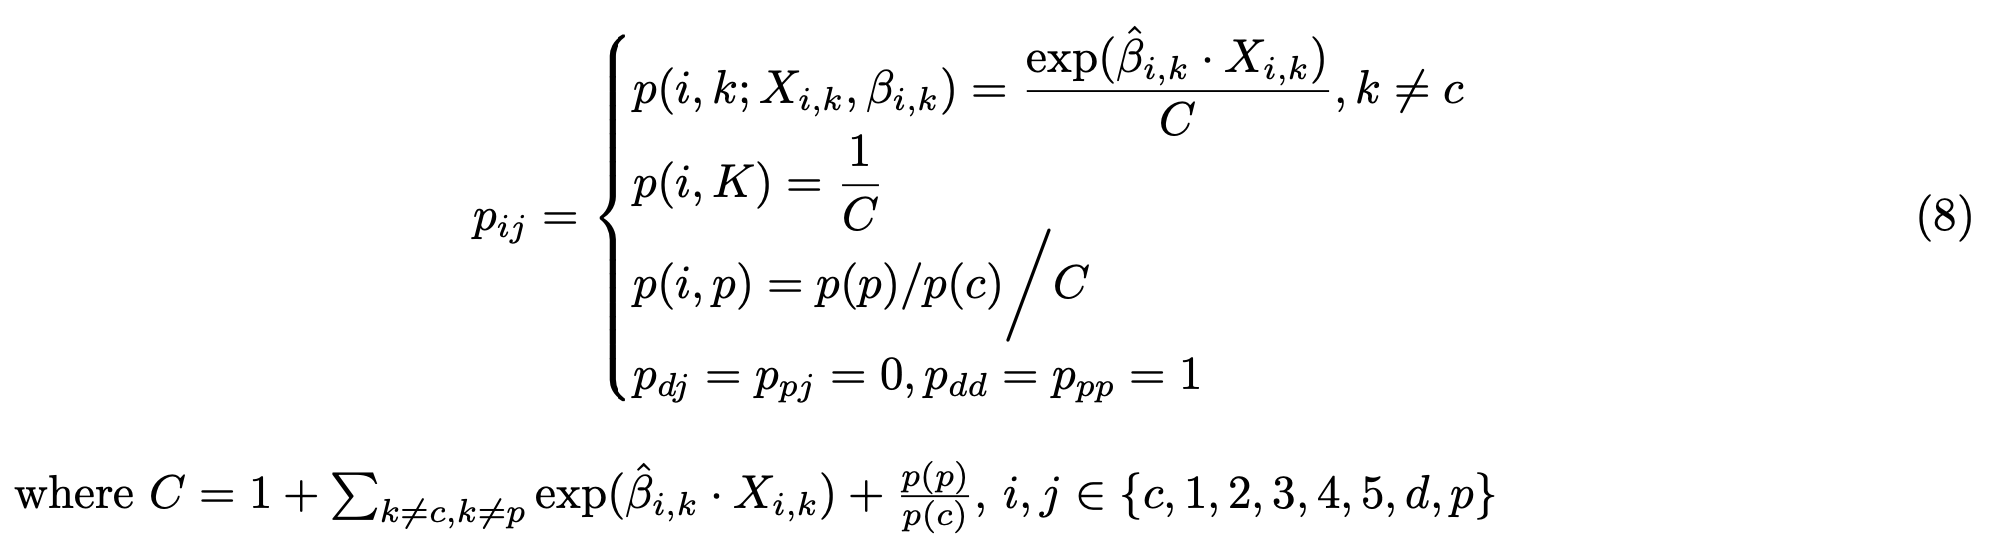 p_{ij} = \begin{cases} p(i, k; X_{i,k}, \beta_{i,k}) = \dfrac{\exp(\hat{\beta}_{i,k} \cdot X_{i,k})}{C}, k \neq c \\ p(i, K) = \dfrac{1}{C} \\ p(i, p) = p(p)/p(c) \Big/ C \\ p_{dj} = p_{pj} = 0, p_{dd} = p_{pp} = 1 \end{cases} (8)
where C = 1 + \sum_{k \neq c, k \neq p} \exp(\hat{\beta}_{i,k} \cdot X_{i,k}) + \frac{p(p)}{p(c)}, i, j \in \{c, 1, 2, 3, 4, 5, d, p\}